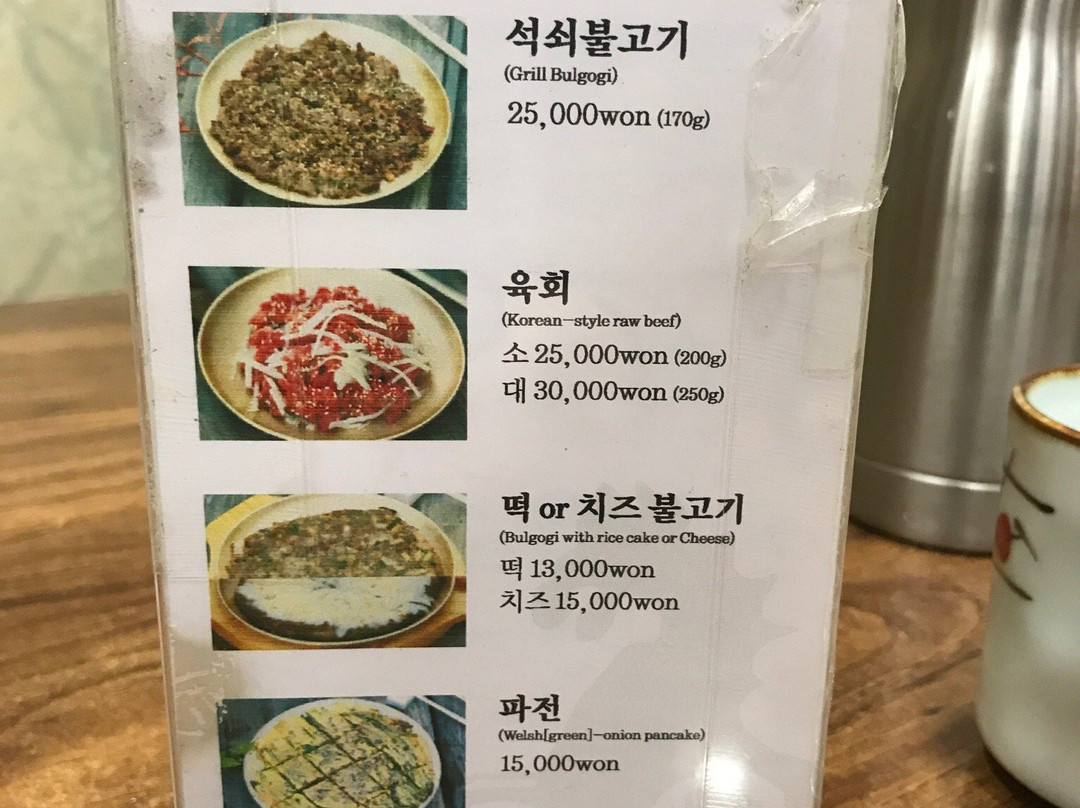 석쇠불고기
(Grill Bulgogi)
25,000won (170g)
육회
(Korean-style raw beef)
소 25,000won (200g)
대 30,000won (250g)
떡 or 치즈 불고기
(Bulgogi with rice cake or Cheese)
떡 13,000won
치즈 15,000won
파전
(Welsh[green]-onion pancake)
15,000won